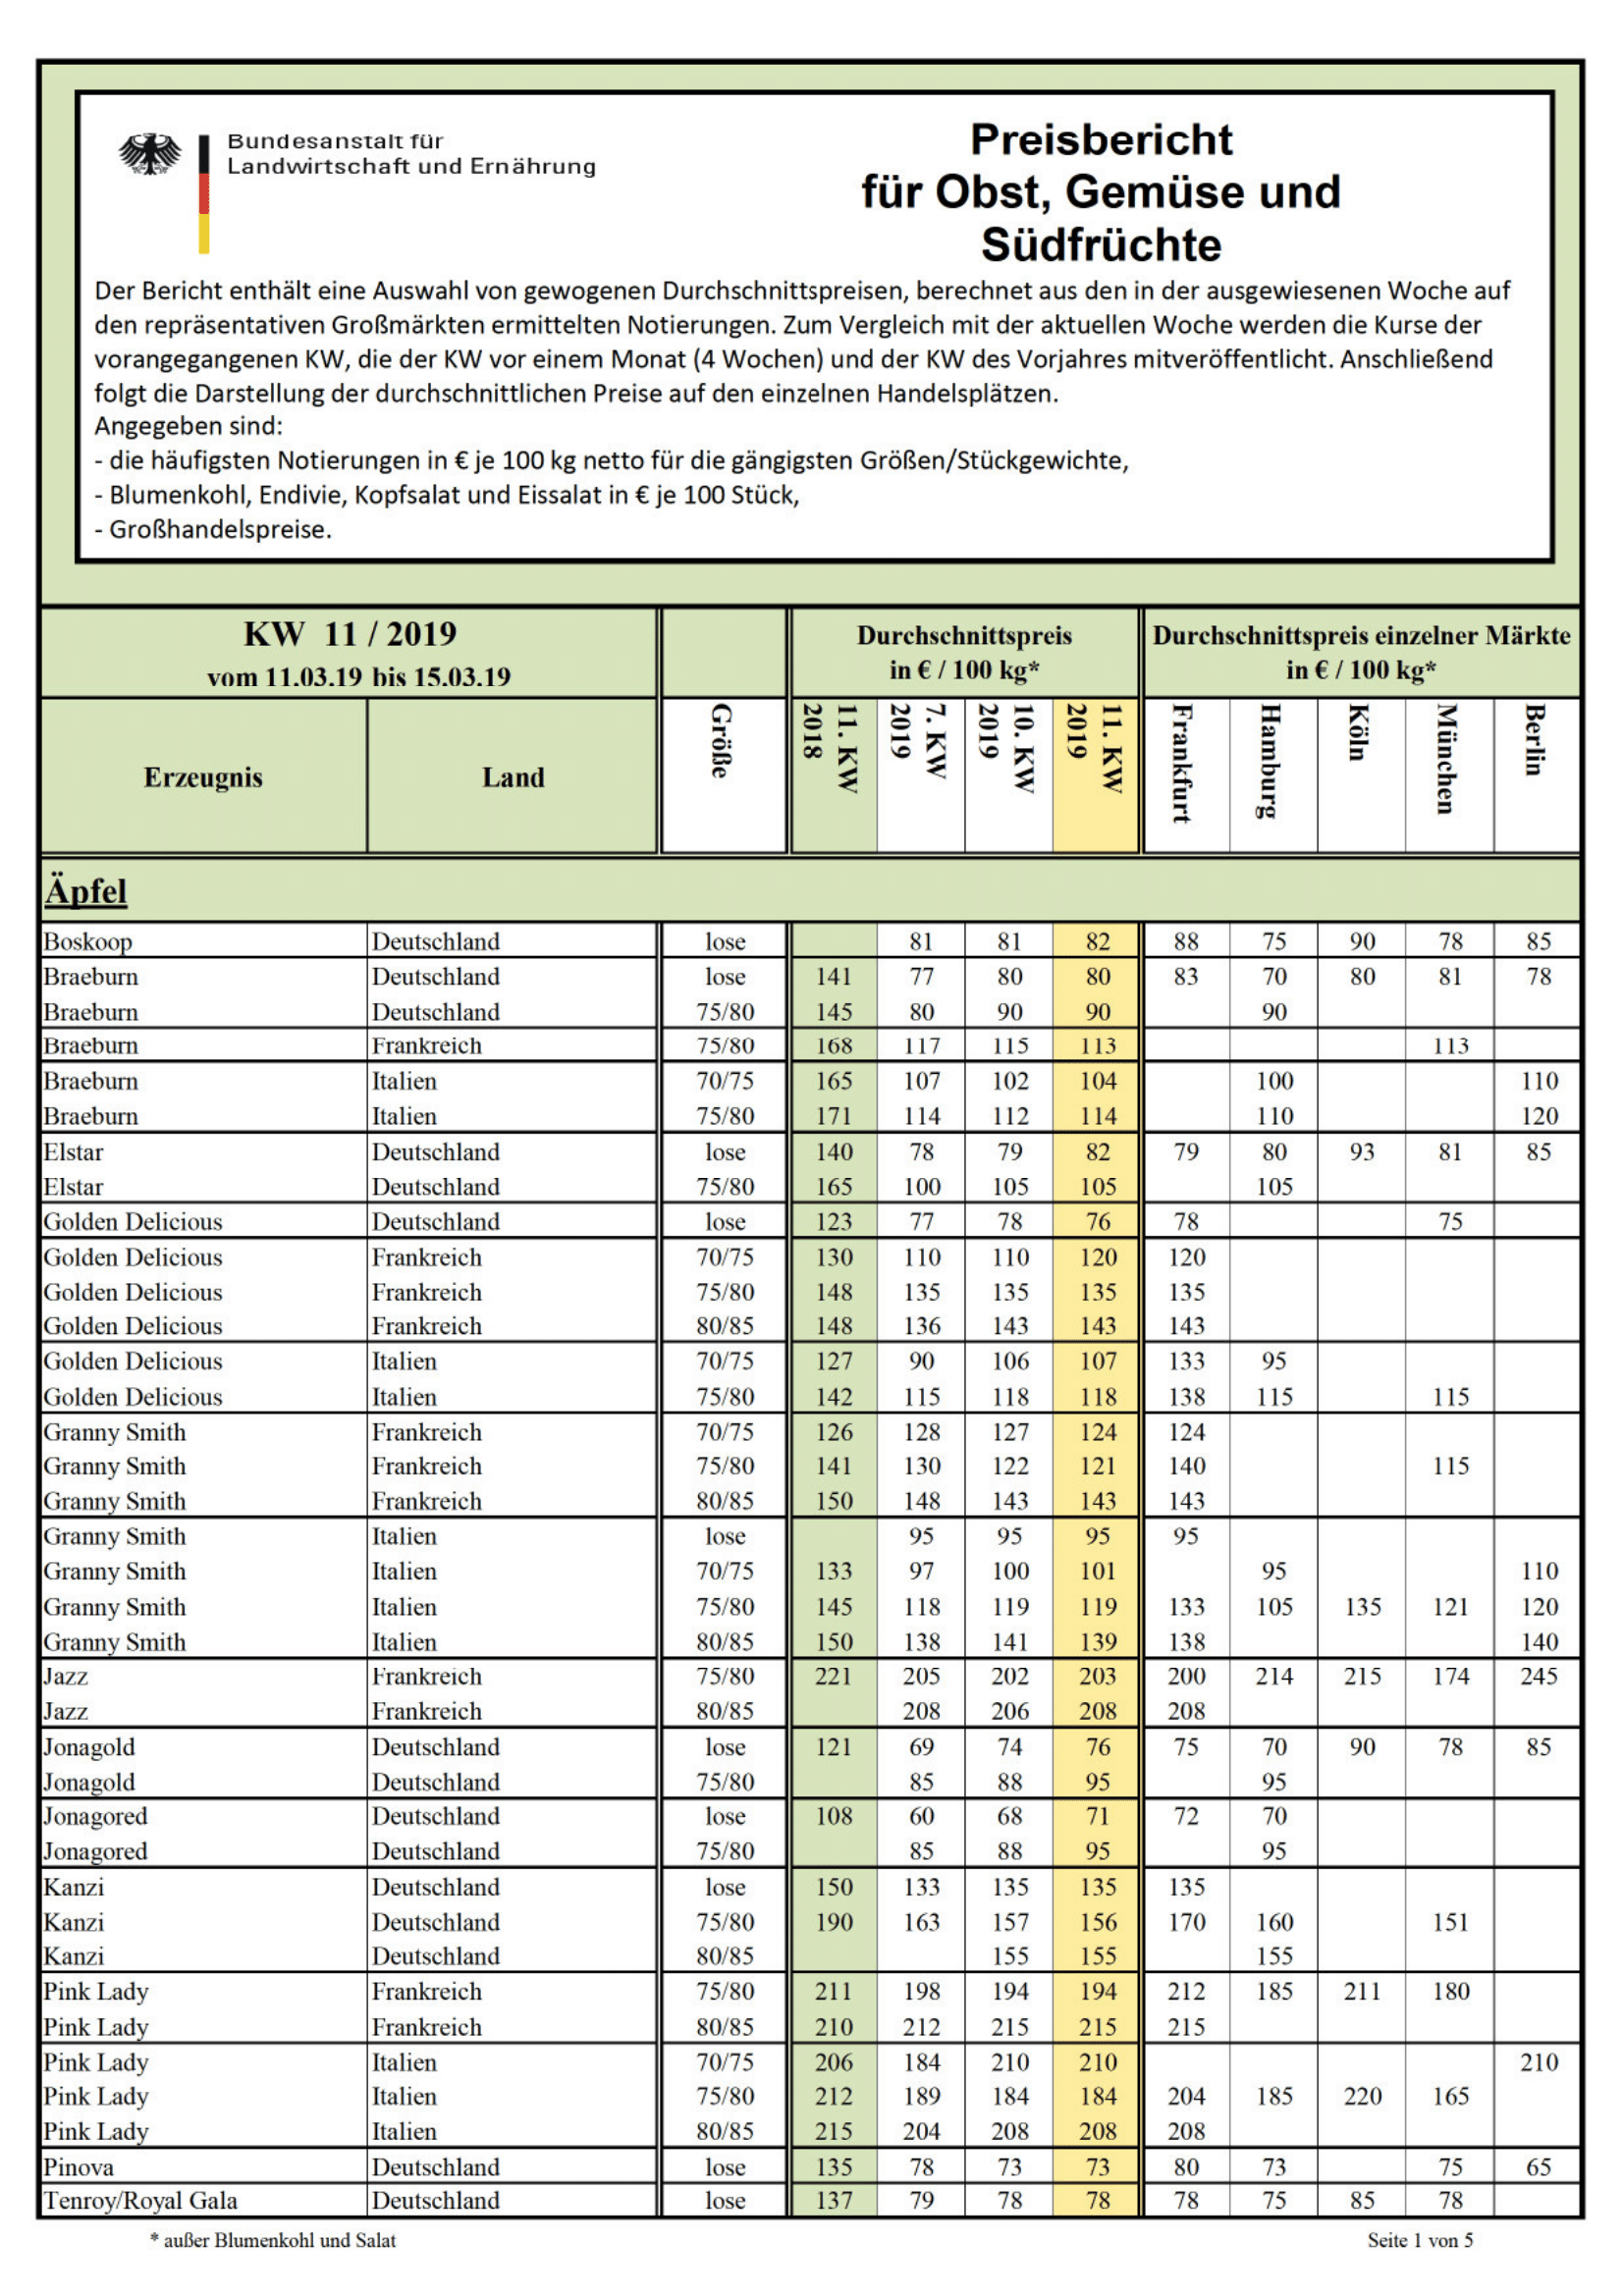 Bundesanstalt für
Landwirtschaft und Ernährung
Preisbericht
für Obst, Gemüse und
Südfrüchte
Der Bericht enthält eine Auswahl von gewogenen Durchschnittspreisen, berechnet aus den in der ausgewiesenen Woche auf
den repräsentativen Großmärkten ermittelten Notierungen. Zum Vergleich mit der aktuellen Woche werden die Kurse der
vorangegangenen KW, die der KW vor einem Monat (4 Wochen) und der KW des Vorjahres mitveröffentlicht. Anschließend
folgt die Darstellung der durchschnittlichen Preise auf den einzelnen Handelsplätzen.
Angegeben sind:
- die häufigsten Notierungen in € je 100 kg netto für die gängigsten Größen/Stückgewichte,
- Blumenkohl, Endivie, Kopfsalat und Eissalat in € je 100 Stück,
- Großhandelspreise.
KW 11 / 2019
vom 11.03.19 bis 15.03.19
Durchschnittspreis
in € / 100 kg*
Durchschnittspreis einzelner Märkte
in € / 100 kg*
Erzeugnis Land Größe 11. KW 2018 7. KW 2019 10. KW 2019 11. KW 2019 Frankfurt Hamburg Köln München Berlin
Äpfel
Boskoop Deutschland lose 81 81 82 88 75 90 78 85
Braeburn Deutschland lose 141 77 80 80 83 70 80 81 78
Braeburn Deutschland 75/80 145 80 90 90 90
Braeburn Frankreich 75/80 168 117 115 113 113
Braeburn Italien 70/75 165 107 102 104 100 110
Braeburn Italien 75/80 171 114 112 114 110 120
Elstar Deutschland lose 140 78 79 82 79 80 93 81 85
Elstar Deutschland 75/80 165 100 105 105 105
Golden Delicious Deutschland lose 123 77 78 76 78 75
Golden Delicious Frankreich 70/75 130 110 110 120 120
Golden Delicious Frankreich 75/80 148 135 135 135 135
Golden Delicious Frankreich 80/85 148 136 143 143 143
Golden Delicious Italien 70/75 127 90 106 107 133 95
Golden Delicious Italien 75/80 142 115 118 118 138 115 115
Granny Smith Frankreich 70/75 126 128 127 124 124
Granny Smith Frankreich 75/80 141 130 122 121 140 115
Granny Smith Frankreich 80/85 150 148 143 143 143
Granny Smith Italien lose 95 95 95 95
Granny Smith Italien 70/75 133 97 100 101 95 110
Granny Smith Italien 75/80 145 118 119 119 133 105 135 121 120
Granny Smith Italien 80/85 150 138 141 139 138 140
Jazz Frankreich 75/80 221 205 202 203 200 214 215 174 245
Jazz Frankreich 80/85 208 206 208 208
Jonagold Deutschland lose 121 69 74 76 75 70 90 78 85
Jonagold Deutschland 75/80 85 88 95 95
Jonagored Deutschland lose 108 60 68 71 72 70
Jonagored Deutschland 75/80 85 88 95 95
Kanzi Deutschland lose 150 133 135 135 135
Kanzi Deutschland 75/80 190 163 157 156 170 160 151
Kanzi Deutschland 80/85 155 155 155
Pink Lady Frankreich 75/80 211 198 194 194 212 185 211 180
Pink Lady Frankreich 80/85 210 212 215 215 215
Pink Lady Italien 70/75 206 184 210 210 210
Pink Lady Italien 75/80 212 189 184 184 204 185 220 165
Pink Lady Italien 80/85 215 204 208 208 208
Pinova Deutschland lose 135 78 73 73 80 73 75 65
Tenroy/Royal Gala Deutschland lose 137 79 78 78 78 75 85 78
* außer Blumenkohl und Salat
Seite 1 von 5